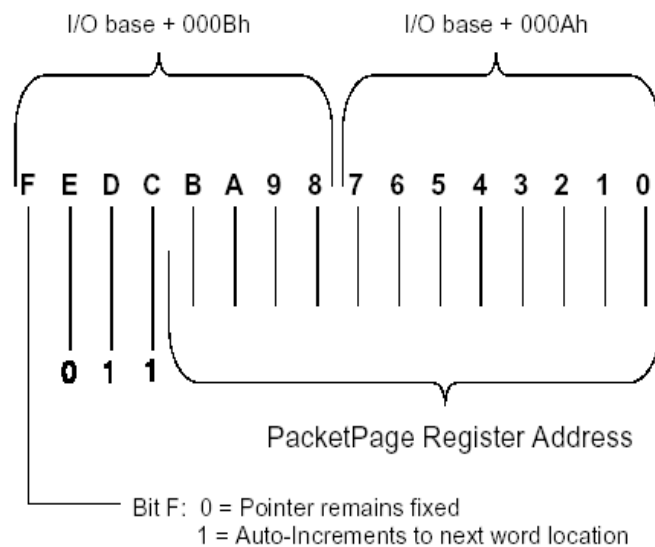 I/O base + 000Bh I/O base + 000Ah
F E D C B A 9 8 7 6 5 4 3 2 1 0
0 1 1
PacketPage Register Address
Bit F: 0 = Pointer remains fixed
1 = Auto-Increments to next word location